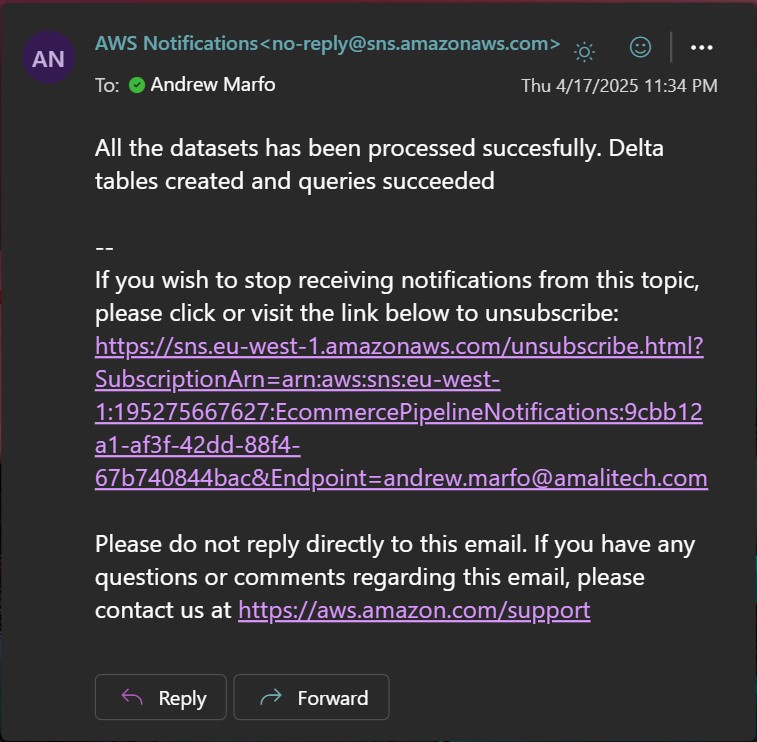 AN
AWS Notifications<no-reply@sns.amazonaws.com>
To: Andrew Marfo
Thu 4/17/2025 11:34 PM
All the datasets has been processed succesfully. Delta
tables created and queries succeeded
--
If you wish to stop receiving notifications from this topic,
please click or visit the link below to unsubscribe:
https://sns.eu-west-1.amazonaws.com/unsubscribe.html?
SubscriptionArn=arn:aws:sns:eu-west-
1:195275667627:EcommercePipelineNotifications:9cbb12
a1-af3f-42dd-88f4-
67b740844bac&Endpoint=andrew.marfo@amalitech.com
Please do not reply directly to this email. If you have any
questions or comments regarding this email, please
contact us at https://aws.amazon.com/support
Reply
Forward